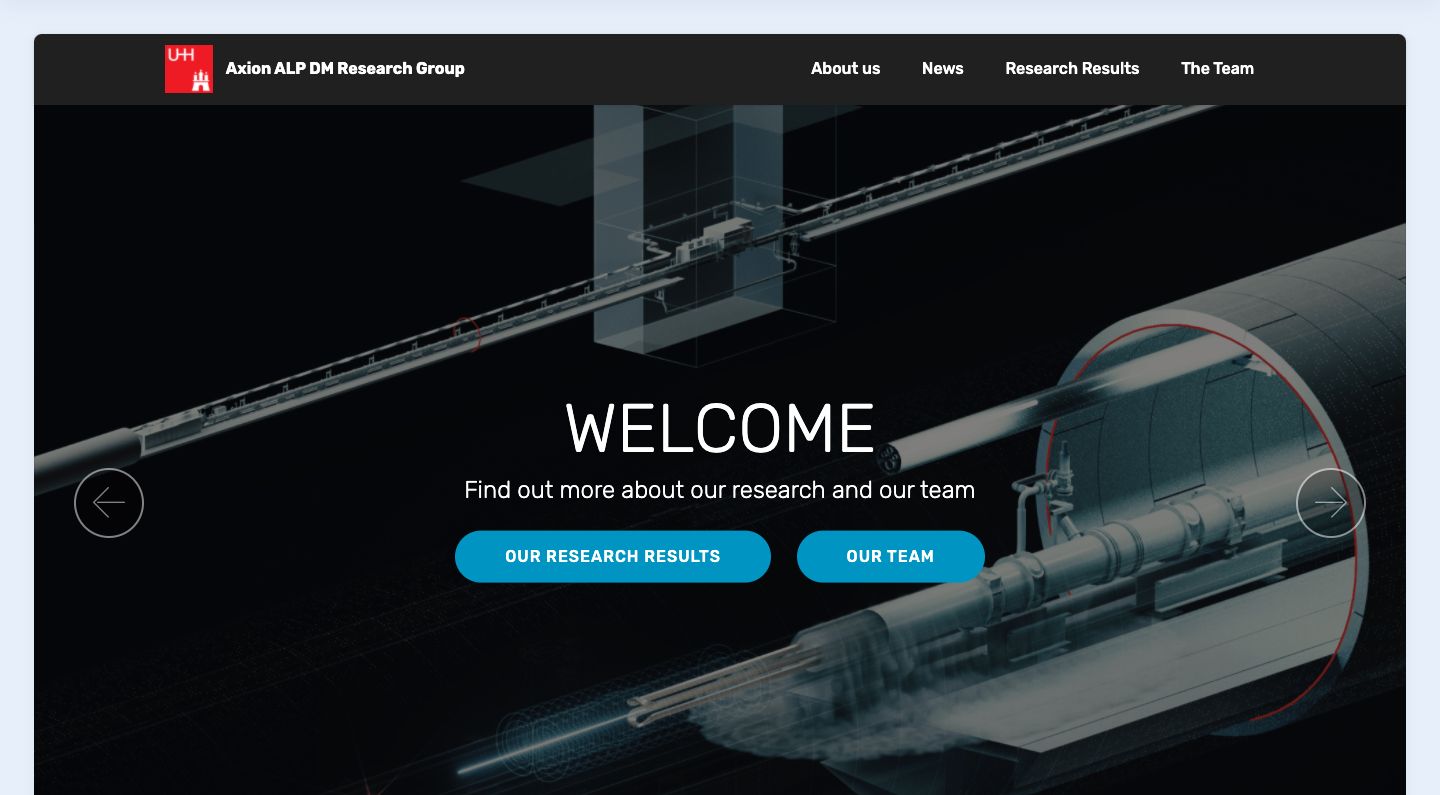 UHH
Axion ALP DM Research Group
About us
News
Research Results
The Team
WELCOME
Find out more about our research and our team
OUR RESEARCH RESULTS
OUR TEAM